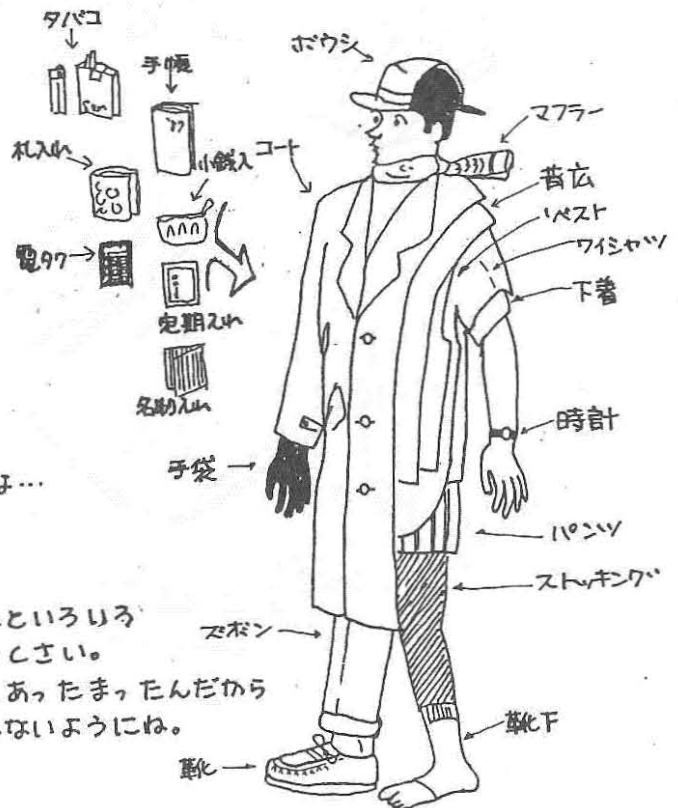 タバコ
手帳
札入れ
小銭入
電タク
定期入れ
名刺入れ
'77
コート
ボウシ
マフラー
背広
ベスト
ワイシャツ
下着
時計
手袋
パンツ
ストッキング
ズボン
靴下
靴
よ…
といろいろ
くさい。
あったまったんだから
ないようにね。